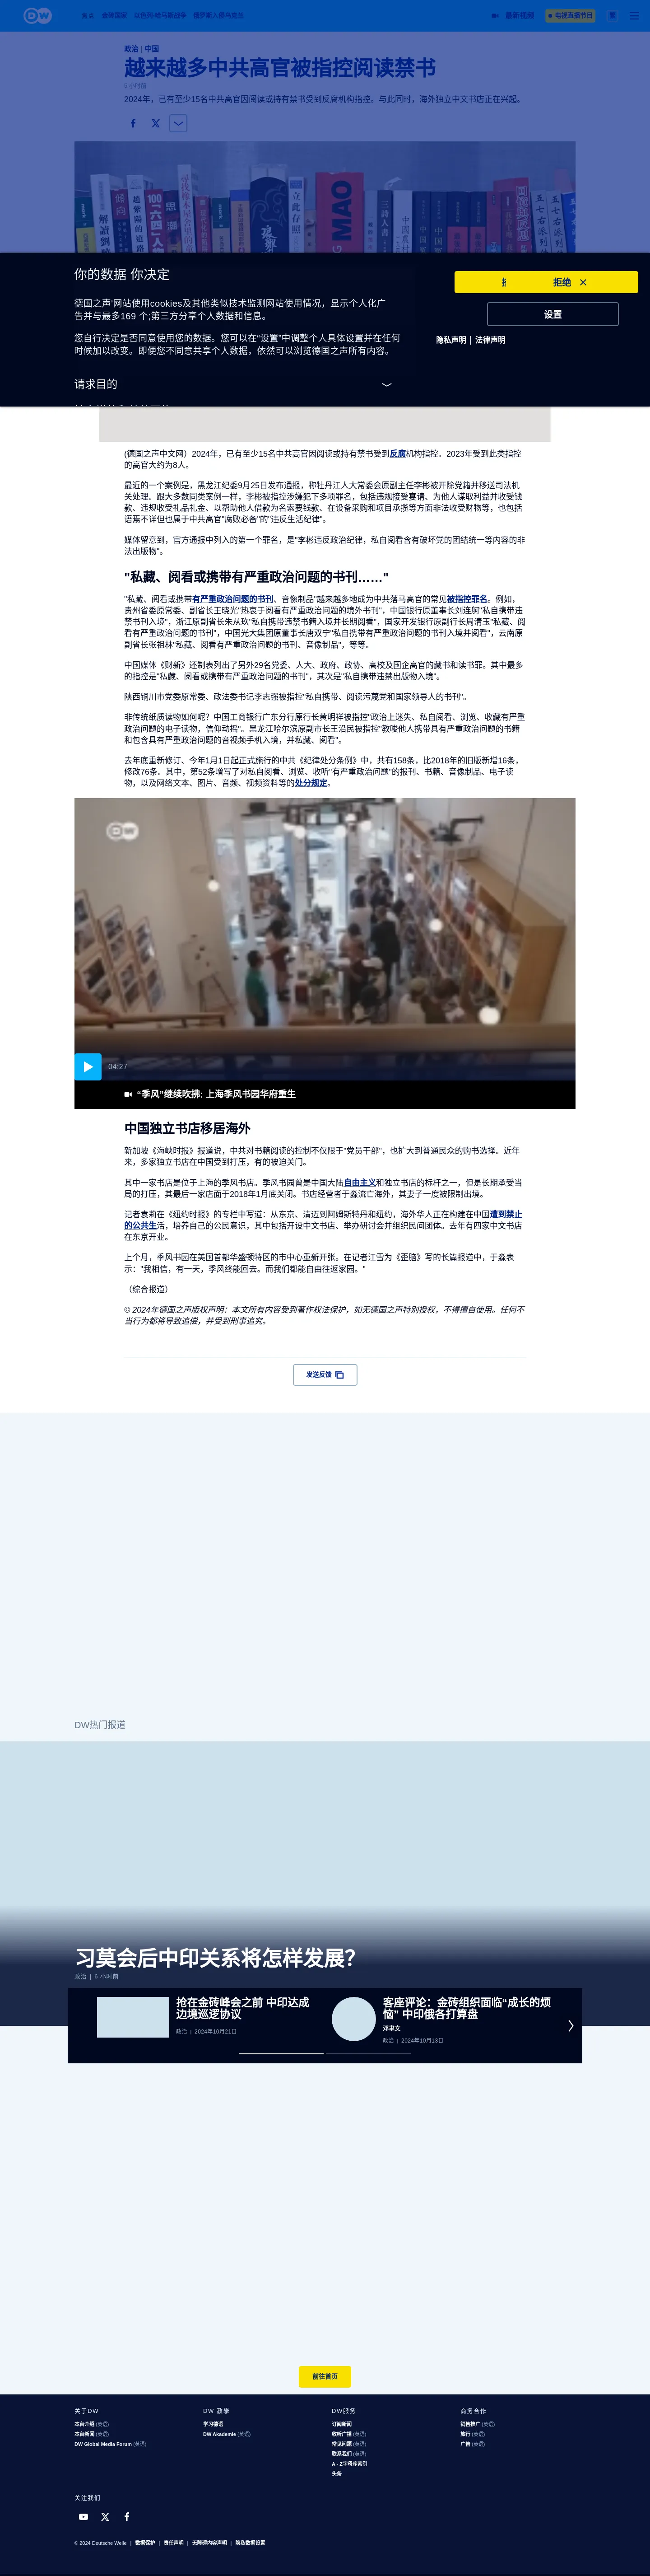 DW
焦点 金砖国家 以色列-哈马斯战争 俄罗斯入侵乌克兰
最新视频
电视直播节目
政治 | 中国
越来越多中共高官被指控阅读禁书
5 小时前
2024年，已有至少15名中共高官因阅读或持有禁书受到反腐机构指控。与此同时，海外独立中文书店正在兴起。
MAO
你的数据 你决定
拒绝
设置
隐私声明 | 法律声明
德国之声'网站使用cookies及其他类似技术监测网站使用情况，显示个人化广
告并与最多169 个;第三方分享个人数据和信息。
您自行决定是否同意使用您的数据。您可以在"设置"中调整个人具体设置并在任何
时候加以改变。即便您不同意共享个人数据，依然可以浏览德国之声所有内容。
请求目的
(德国之声中文网）2024年，已有至少15名中共高官因阅读或持有禁书受到反腐机构指控。2023年受到此类指控
的高官大约为8人。
最近的一个案例是，黑龙江纪委9月25日发布通报，称牡丹江人大常委会原副主任李彬被开除党籍并移送司法机
关处理。跟大多数同类案例一样，李彬被指控涉嫌犯下多项罪名，包括违规接受宴请、为他人谋取利益并收受钱
款、违规收受礼品礼金、以帮助他人借款为名索要钱款、在设备采购和项目承揽等方面非法收受财物等，也包括
语焉不详但也属于中共高官"腐败必备"的"违反生活纪律"。
媒体留意到，官方通报中列入的第一个罪名，是"李彬违反政治纪律，私自阅看含有破坏党的团结统一等内容的非
法出版物"。
"私藏、阅看或携带有严重政治问题的书刊……"
"私藏、阅看或携带有严重政治问题的书刊、音像制品"越来越多地成为中共落马高官的常见被指控罪名。例如，
贵州省委原常委、副省长王晓光"热衷于阅看有严重政治问题的境外书刊"，中国银行原董事长刘连舸"私自携带违
禁书刊入境"，浙江原副省长朱从玖"私自携带违禁书籍入境并长期阅看"，国家开发银行原副行长周清玉"私藏、阅
看有严重政治问题的书刊"，中国光大集团原董事长唐双宁"私自携带有严重政治问题的书刊入境并阅看"，云南原
副省长张祖林"私藏、阅看有严重政治问题的书刊、音像制品"，等等。
中国媒体《财新》还制表列出了另外29名党委、人大、政府、政协、高校及国企高官的藏书和读书罪。其中最多
的指控是"私藏、阅看或携带有严重政治问题的书刊"，其次是"私自携带违禁出版物入境"。
陕西铜川市党委原常委、政法委书记李志强被指控"私自携带、阅读污蔑党和国家领导人的书刊"。
非传统纸质读物如何呢？中国工商银行广东分行原行长黄明祥被指控"政治上迷失、私自阅看、浏览、收藏有严重
政治问题的电子读物，信仰动摇"。黑龙江哈尔滨原副市长王沿民被指控"教唆他人携带具有严重政治问题的书籍
和包含具有严重政治问题的音视频手机入境，并私藏、阅看"。
去年底重新修订、今年1月1日起正式施行的中共《纪律处分条例》中，共有158条，比2018年的旧版新增16条，
修改76条。其中，第52条增写了对私自阅看、浏览、收听"有严重政治问题"的报刊、书籍、音像制品、电子读
物，以及网络文本、图片、音频、视频资料等的处分规定。
DW
04:27
"季风"继续吹拂: 上海季风书园华府重生
中国独立书店移居海外
新加坡《海峡时报》报道说，中共对书籍阅读的控制不仅限于"党员干部"，也扩大到普通民众的购书选择。近年
来，多家独立书店在中国受到打压，有的被迫关门。
其中一家书店是位于上海的季风书店。季风书园曾是中国大陆自由主义和独立书店的标杆之一，但是长期承受当
局的打压，其最后一家店面于2018年1月底关闭。书店经营者于淼流亡海外，其妻子一度被限制出境。
记者袁莉在《纽约时报》的专栏中写道：从东京、清迈到阿姆斯特丹和纽约，海外华人正在构建在中国遭到禁止
的公共生活，培养自己的公民意识，其中包括开设中文书店、举办研讨会并组织民间团体。去年有四家中文书店
在东京开业。
上个月，季风书园在美国首都华盛顿特区的市中心重新开张。在记者江雪为《歪脑》写的长篇报道中，于淼表
示："我相信，有一天，季风终能回去。而我们都能自由往返家园。"
（综合报道）
© 2024年德国之声版权声明：本文所有内容受到著作权法保护，如无德国之声特别授权，不得擅自使用。任何不
当行为都将导致追偿，并受到刑事追究。
发送反馈
DW热门报道
习莫会后中印关系将怎样发展？
政治 | 6 小时前
抢在金砖峰会之前 中印达成
边境巡逻协议
政治 | 2024年10月21日
客座评论：金砖组织面临"成长的烦
恼" 中印俄各打算盘
邓聿文
政治 | 2024年10月13日
前往首页
关于DW
本台介绍 (英语)
本台新闻 (英语)
DW Global Media Forum (英语)
DW 教學
学习德语
DW Akademie (英语)
DW服务
订阅新闻
收听广播 (英语)
常见问题 (英语)
联系我们 (英语)
A - Z字母序索引
头条
商务合作
销售推广 (英语)
旅行 (英语)
广告 (英语)
关注我们
© 2024 Deutsche Welle | 数据保护 | 责任声明 | 无障碍内容声明 | 隐私数据设置